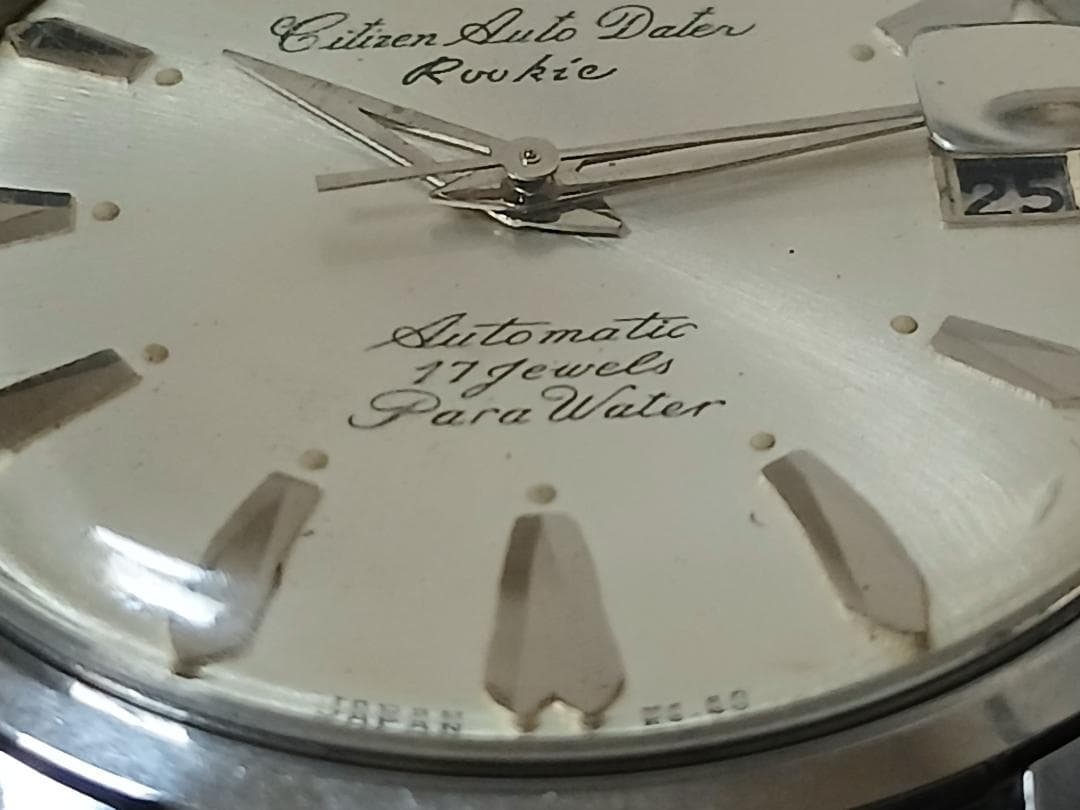 Citizen Auto Dater
Rookie
25
Automatic
17 Jewels
Para Water
JAPAN